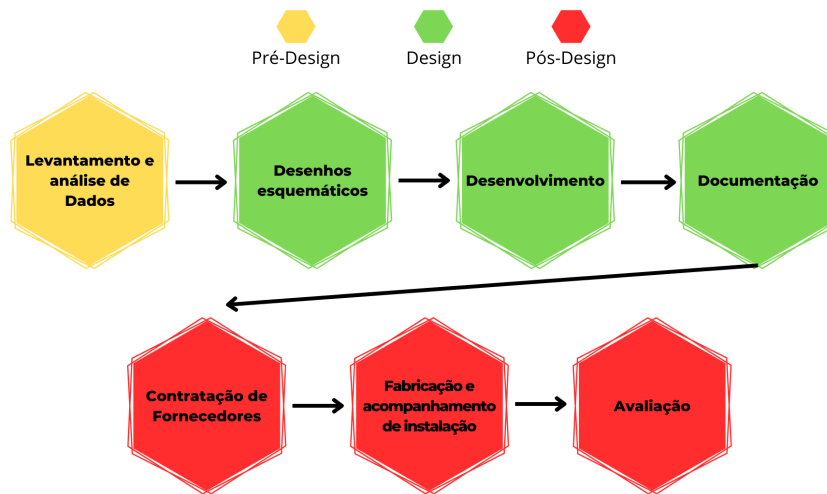 Pré-Design
Design
Pós-Design
Levantamento e
análise de
Dados
Desenhos
esquemáticos
Desenvolvimento
Documentação
Contratação de
Fornecedores
Fabricação e
acompanhamento
de instalação
Avaliação